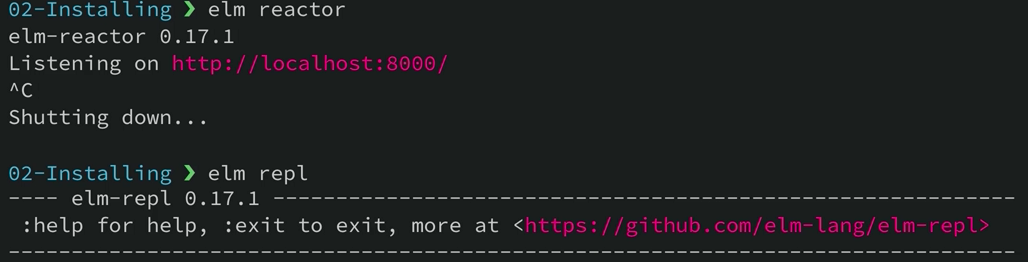 02-Installing ❯ elm reactor
elm-reactor 0.17.1
Listening on http://localhost:8000/
^C
Shutting down...
02-Installing ❯ elm repl
---- elm-repl 0.17.1 -----------------------------------------------------------
 :help for help, :exit to exit, more at <https://github.com/elm-lang/elm-repl>
--------------------------------------------------------------------------------